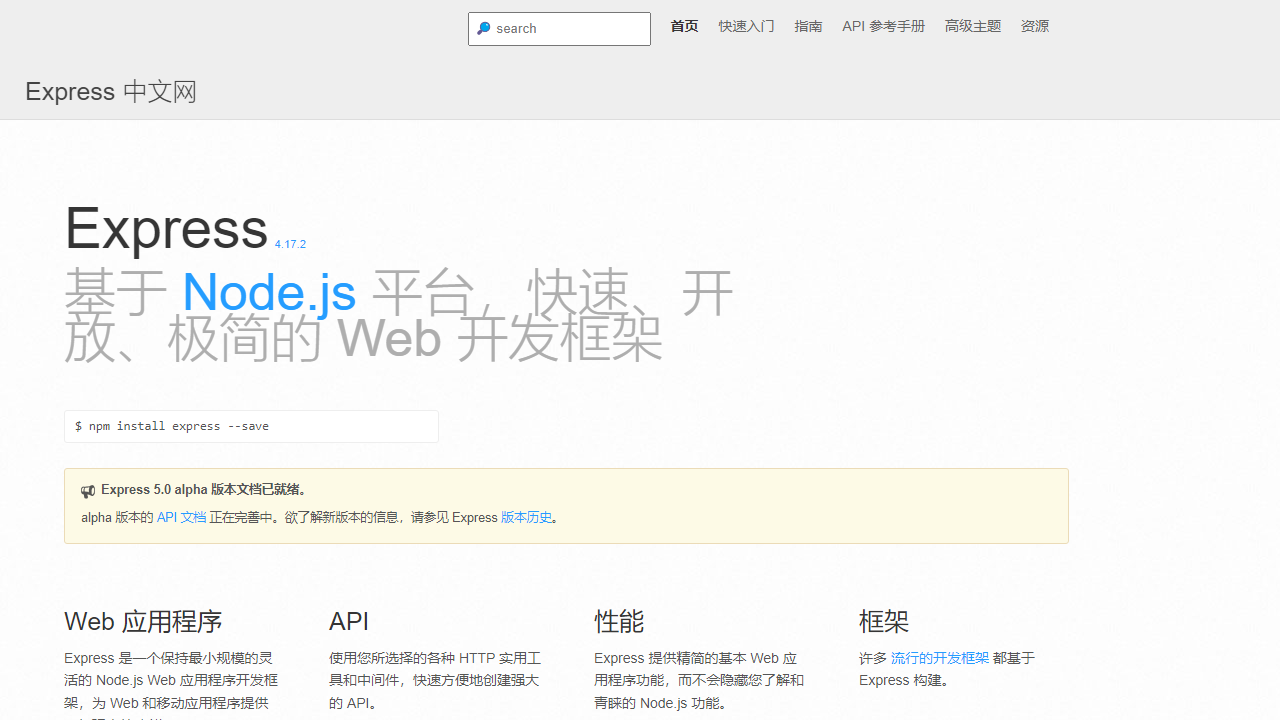 search
首页 快速入门 指南 API 参考手册 高级主题 资源
Express 中文网
Express 4.17.2
基于 Node.js 平台，快速、开
放、极简的 Web 开发框架
$ npm install express --save
Express 5.0 alpha 版本文档已就绪。
alpha 版本的 API 文档 正在完善中。欲了解新版本的信息，请参见 Express 版本历史。
Web 应用程序
Express 是一个保持最小规模的灵
活的 Node.js Web 应用程序开发框
架，为 Web 和移动应用程序提供
API
使用您所选择的各种 HTTP 实用工
具和中间件，快速方便地创建强大
的 API。
性能
Express 提供精简的基本 Web 应
用程序功能，而不会隐藏您了解和
青睐的 Node.js 功能。
框架
许多 流行的开发框架 都基于
Express 构建。